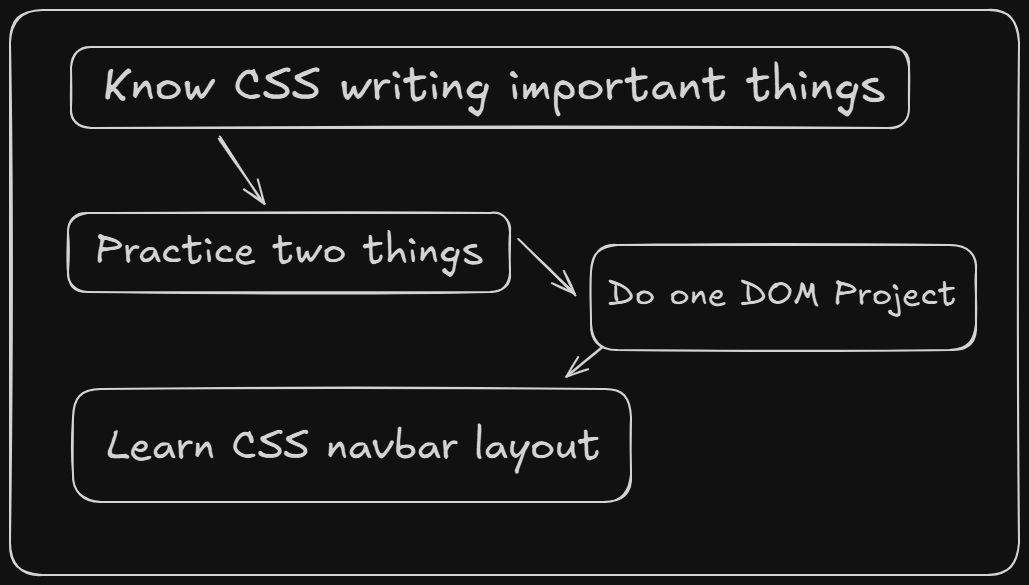 Know CSS writing important things
Practice two things
Do one DOM Project
Learn CSS navbar layout